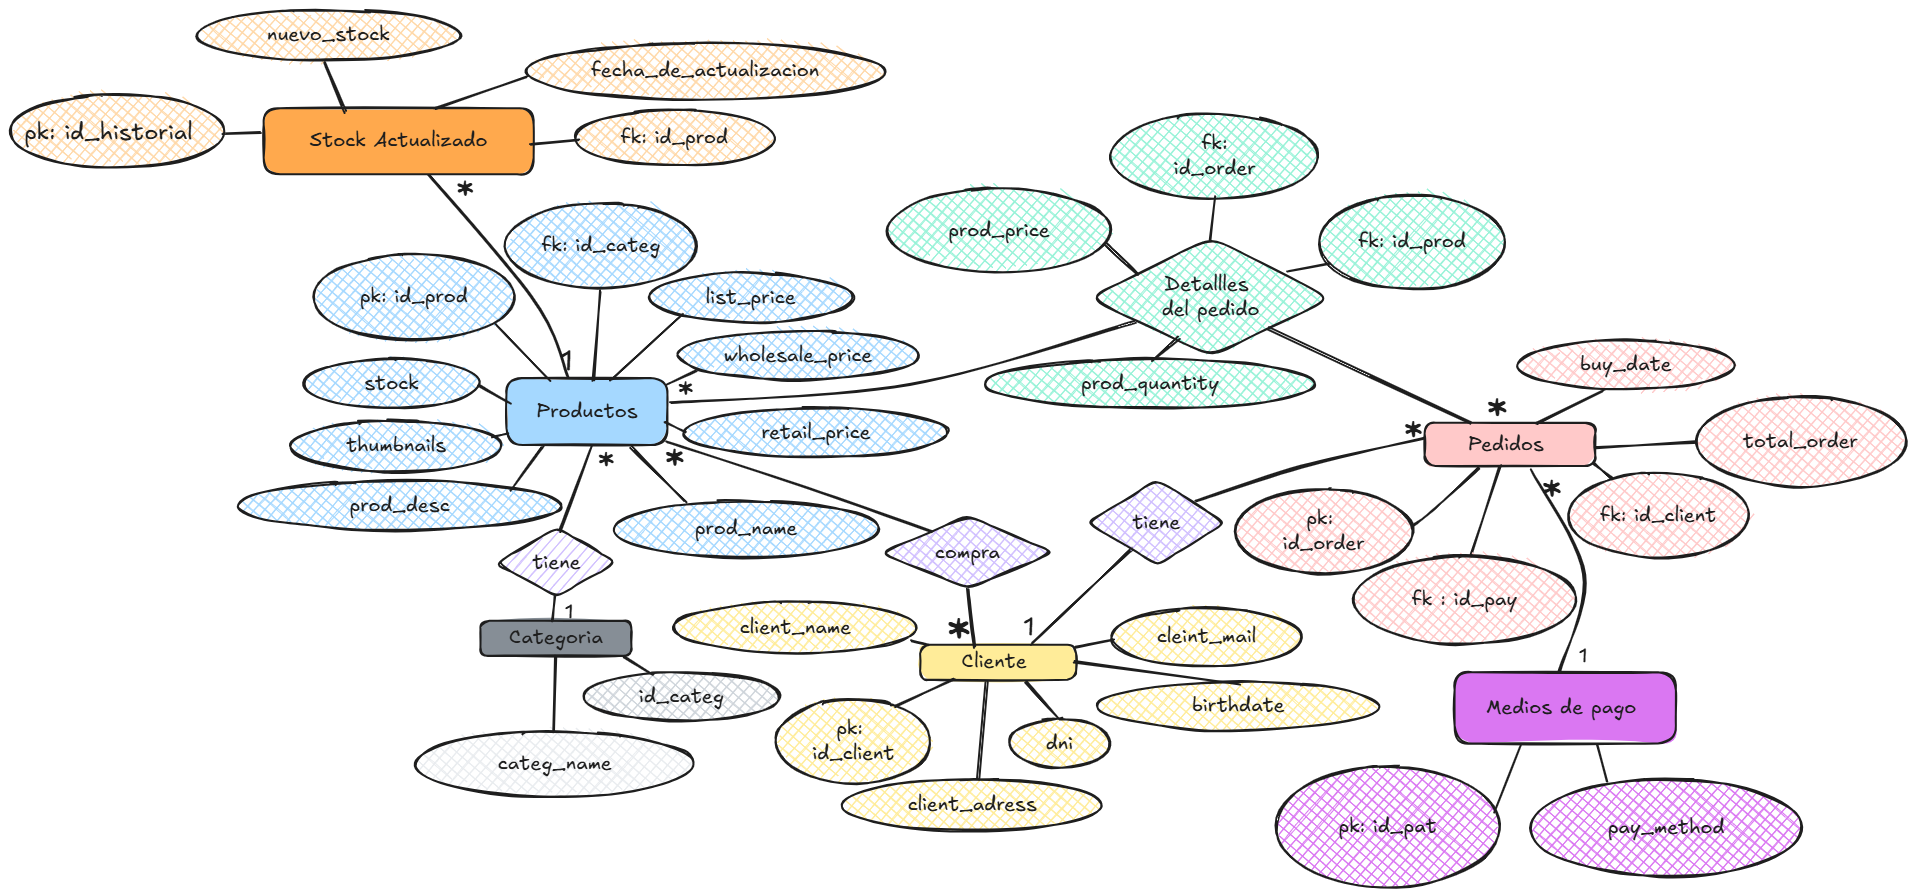 nuevo_stock
fecha_de_actualizacion
pk: id_historial
Stock Actualizado
fk: id_prod
*
fk:
id_order
prod_price
fk: id_prod
fk: id_categ
pk: id_prod
list_price
Detallles
del pedido
wholesale_price
1
buy_date
stock
*
prod_quantity
Productos
*
retail_price
*
thumbnails
Pedidos
total_order
*
*
*
prod_desc
prod_name
pk:
id_order
fk: id_client
tiene
compra
tiene
fk : id_pay
1
Categoria
client_name
*
1
cleint_mail
Cliente
1
id_categ
birthdate
Medios de pago
pk:
id_client
dni
categ_name
client_adress
pk: id_pat
pay_method